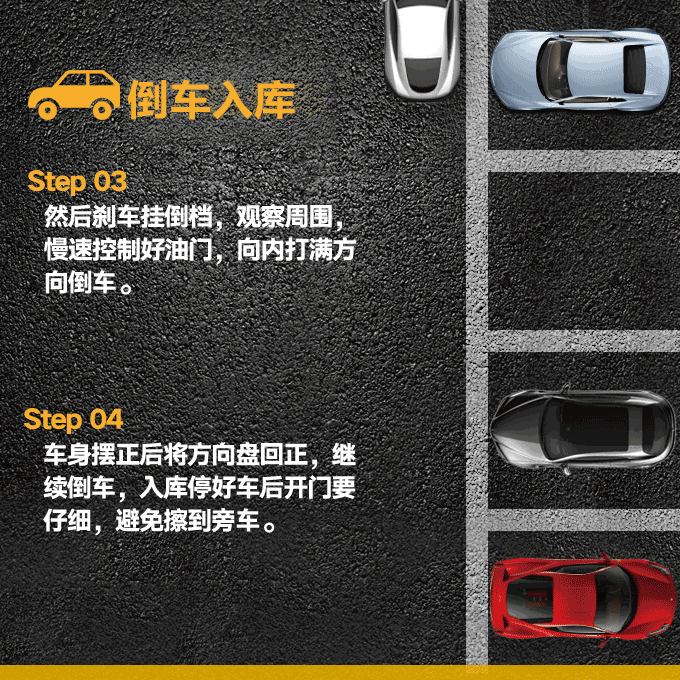 倒车入库
Step 03
然后刹车挂倒档，观察周围，
慢速控制好油门，向内打满方
向倒车。
Step 04
车身摆正后将方向盘回正，继
续倒车，入库停好车后开门要
仔细，避免擦到旁车。